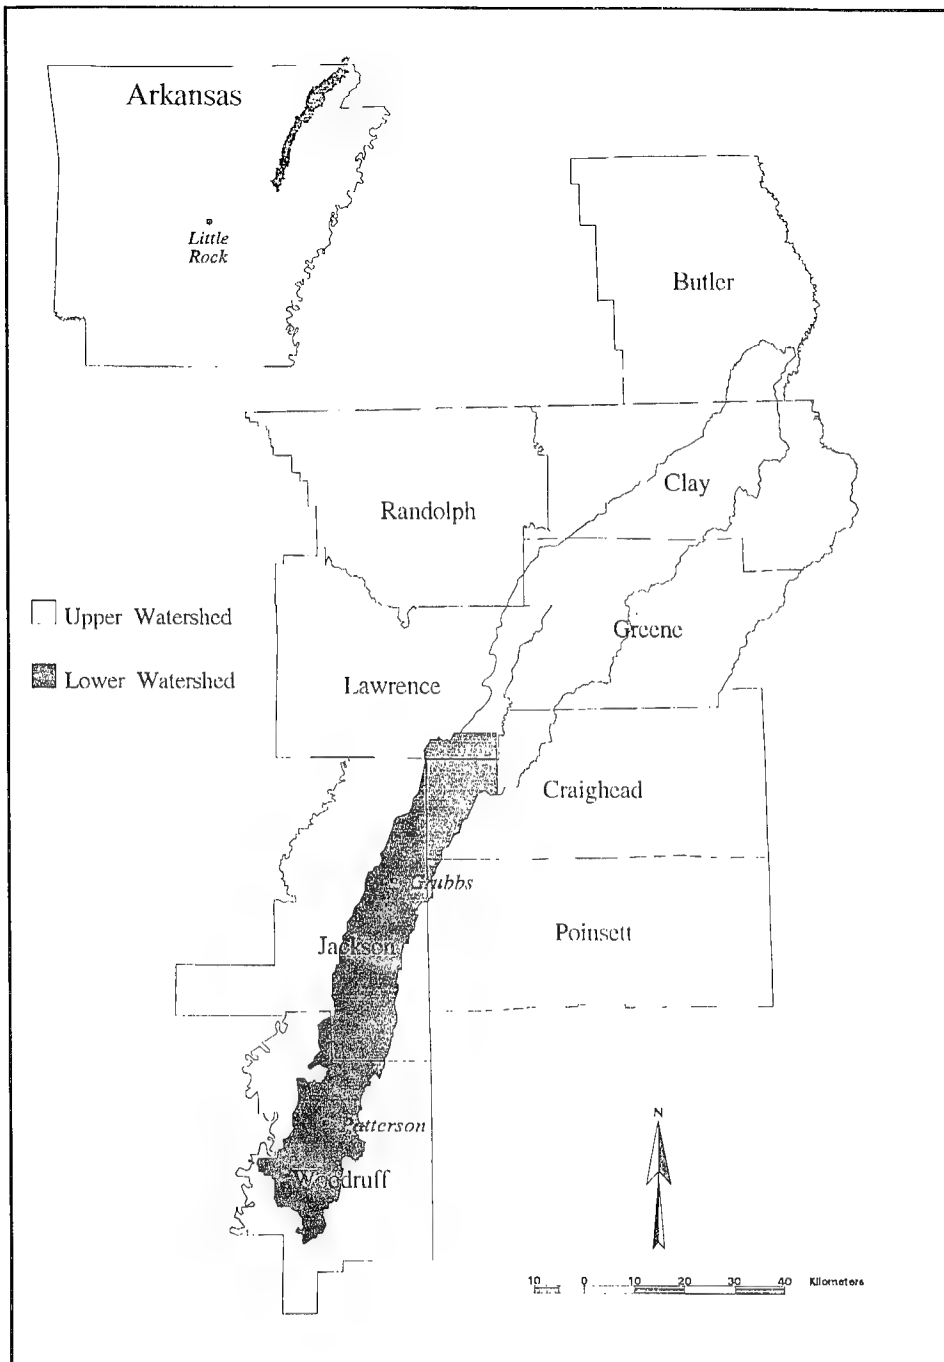 Arkansas
Little
Rock
Butler
Clay
Randolph
Upper Watershed
Greene
Lower Watershed
Lawrence
Craighead
Grubbs
Poinsett
Jackson
N
Patterson
Woodruff
10 0 10 20 30 40 Kilometers